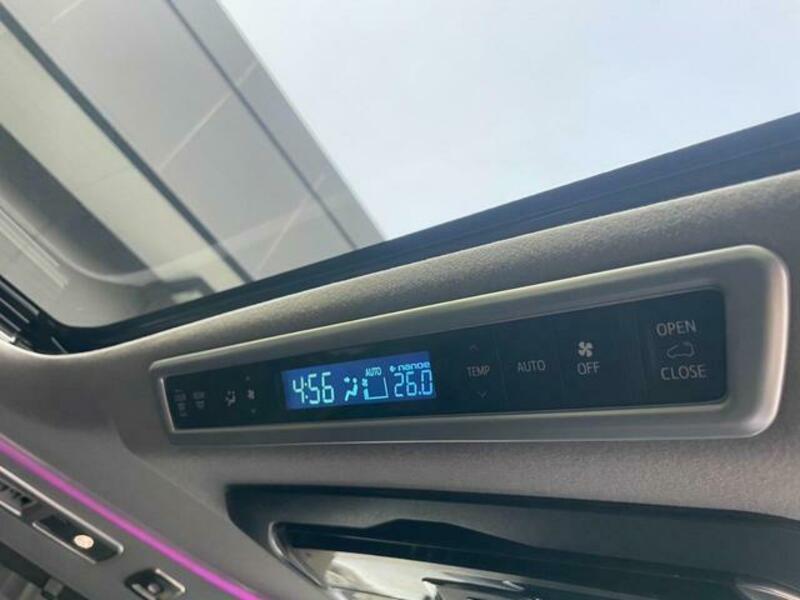 4:56 AUTO nanoe 26.0
TEMP
AUTO
OFF
OPEN
CLOSE